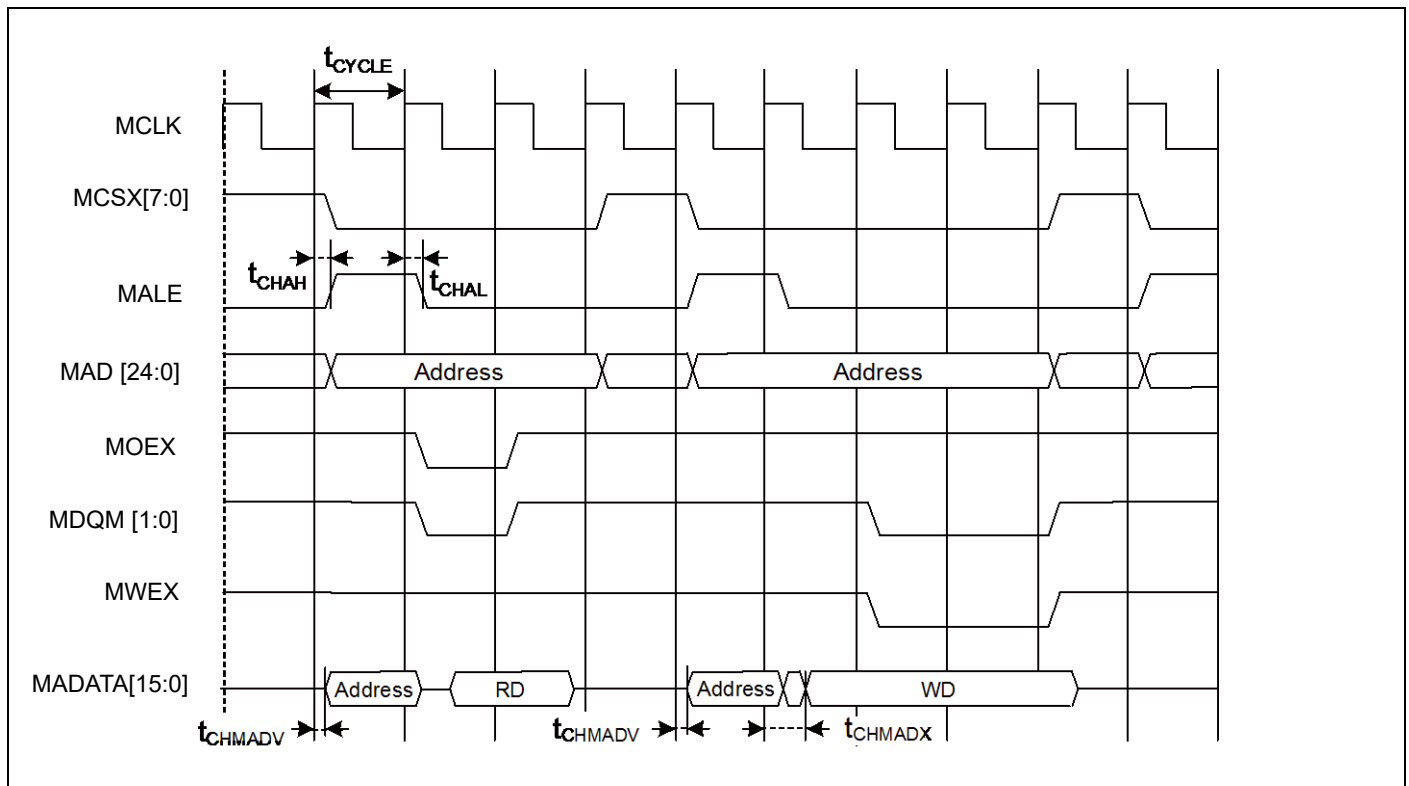 tCYCLE
MCLK
MCSX[7:0]
tCHAH
tCHAL
MALE
MAD [24:0]
Address
Address
MOEX
MDQM [1:0]
MWEX
MADATA[15:0]
Address
RD
Address
WD
tCHMADV
tCHMADV
tCHMADX